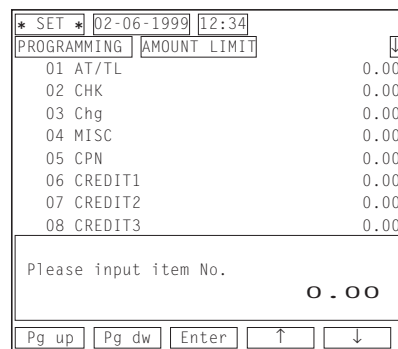 * SET * 02-06-1999 12:34
PROGRAMMING AMOUNT LIMIT ↓
01 AT/TL 0.00
02 CHK 0.00
03 Chg 0.00
04 MISC 0.00
05 CPN 0.00
06 CREDIT1 0.00
07 CREDIT2 0.00
08 CREDIT3 0.00
Please input item No.
0.00
Pg up Pg dw Enter ↑ ↓